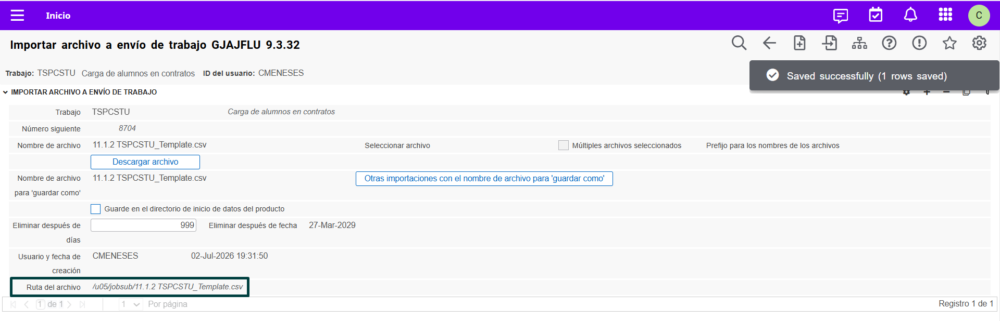 Inicio
C
Importar archivo a envío de trabajo GJAJFLU 9.3.32
Trabajo: TSPCSTU Carga de alumnos en contratos ID del usuario: CMENESES
Saved successfully (1 rows saved)
IMPORTAR ARCHIVO A ENVÍO DE TRABAJO
Trabajo TSPCSTU Carga de alumnos en contratos
Número siguiente 8704
Nombre de archivo 11.1.2 TSPCSTU_Template.csv Seleccionar archivo Múltiples archivos seleccionados Prefijo para los nombres de los archivos
Descargar archivo
Nombre de archivo 11.1.2 TSPCSTU_Template.csv Otras importaciones con el nombre de archivo para 'guardar como'
para 'guardar como'
Guarde en el directorio de inicio de datos del producto
Eliminar después de 999 Eliminar después de fecha 27-Mar-2029
días
Usuario y fecha de CMENESES 02-Jul-2026 19:31:50
creación
Ruta del archivo /u05/jobsub/11.1.2 TSPCSTU_Template.csv
1 de 1 1 Por página Registro 1 de 1